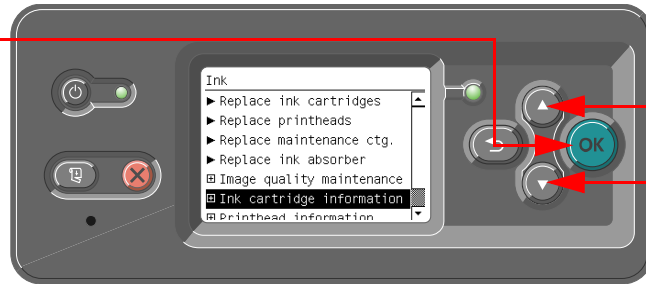 Ink
Replace ink cartridges
Replace printheads
Replace maintenance ctg.
Replace ink absorber
Image quality maintenance
Ink cartridge information
Printhead information
OK